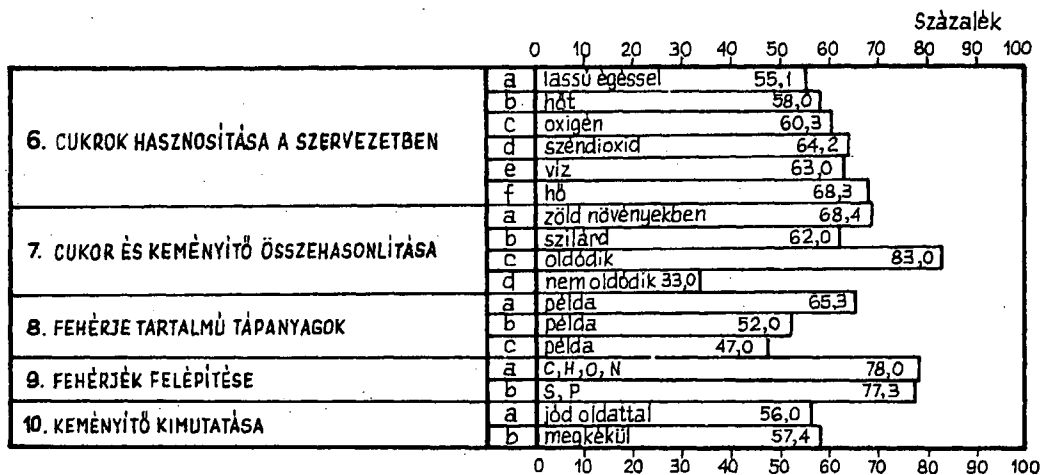 Százalék
0 10 20 30 40 50 60 70 80 90 100
6. CUKROK HASZNOSÍTÁSA A SZERVEZETBEN
a lassú égéssel 55,1
b hőt 58,0
c oxigén 60,3
d széndioxid 64,2
e víz 63,0
f hő 68,3
7. CUKOR ÉS KEMÉNYÍTŐ ÖSSZEHASONLÍTÁSA
a zöld növényekben 68,4
b szilárd 62,0
c oldódik 83,0
d nem oldódik 33,0
8. FEHÉRJE TARTALMÚ TÁPANYAGOK
a példa 65,3
b példa 52,0
c példa 47,0
9. FEHÉRJÉK FELÉPÍTÉSE
a C,H,O,N 78,0
b S,P 77,3
10. KEMÉNYÍTŐ KIMUTATÁSA
a jód oldattal 56,0
b megkékül 57,4
0 10 20 30 40 50 60 70 80 90 100